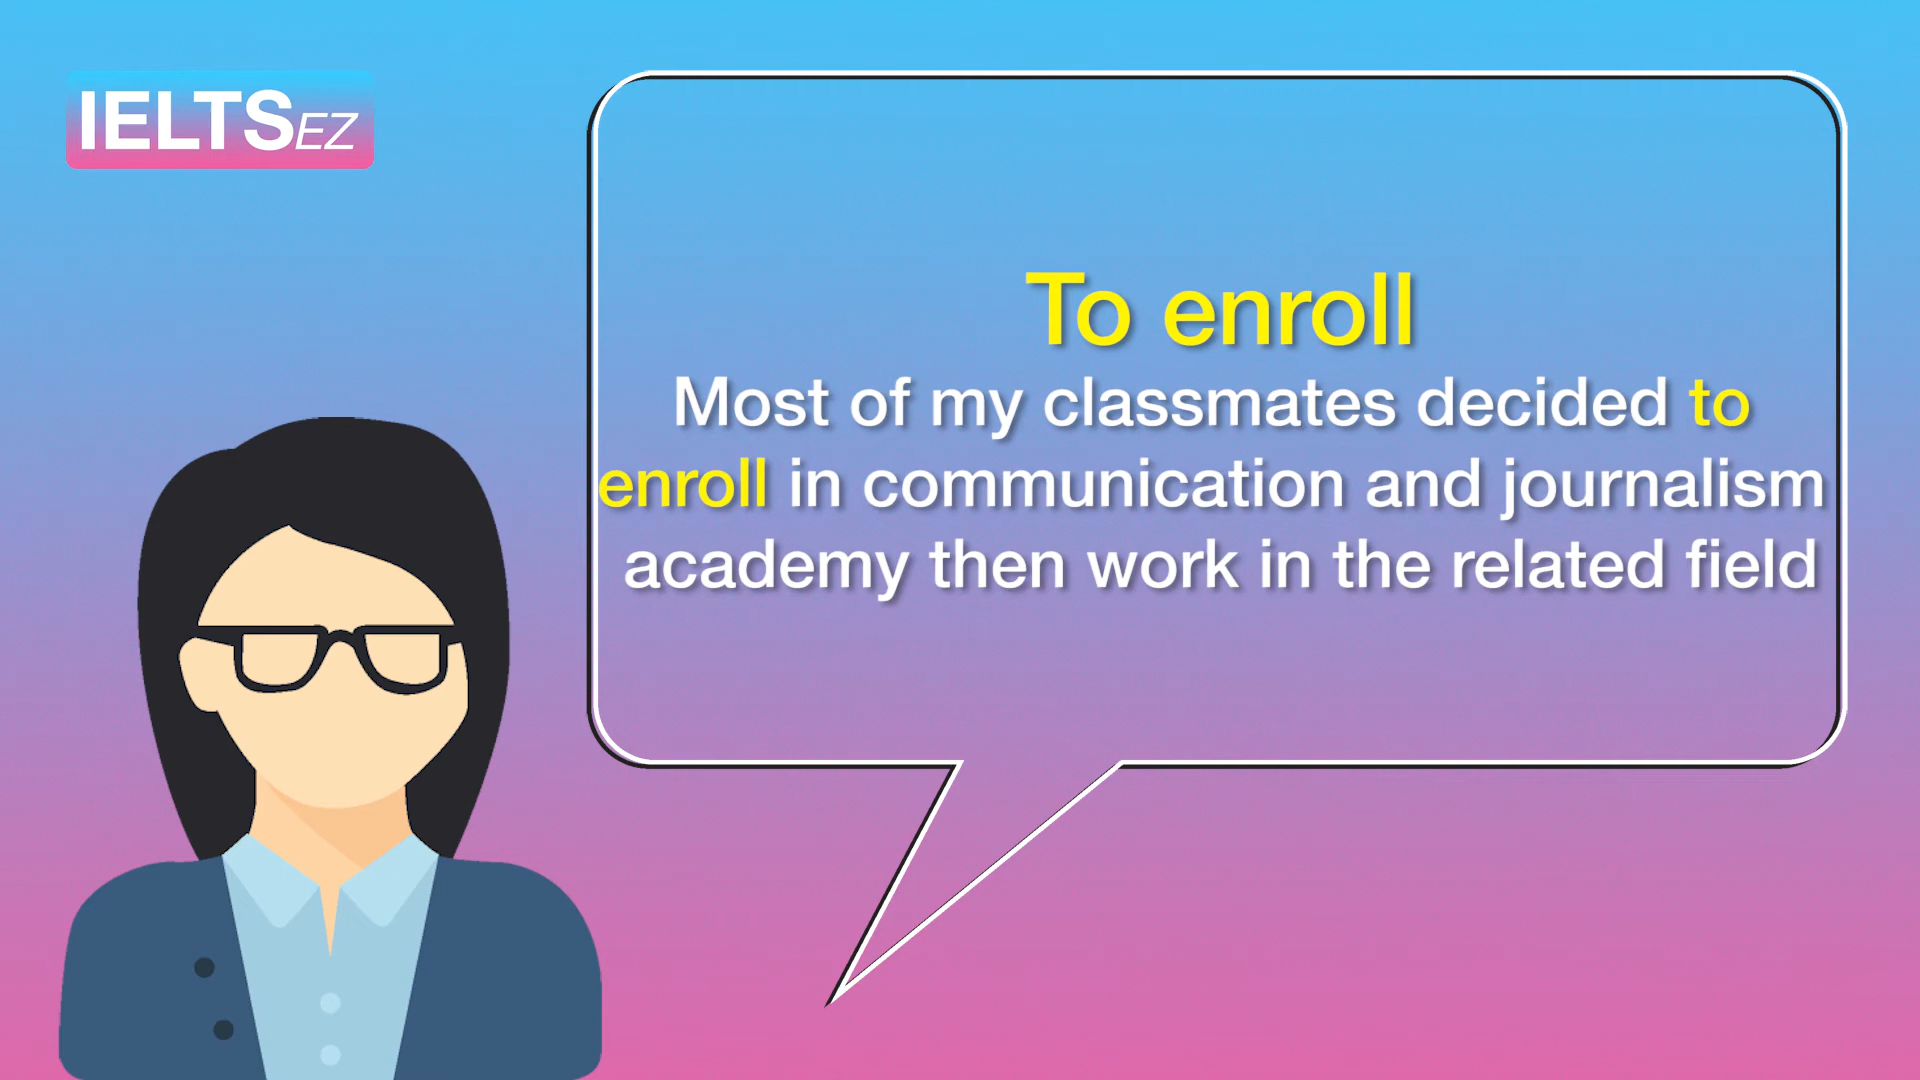 IELTSEZ
To enroll
Most of my classmates decided to
enroll in communication and journalism
academy then work in the related field